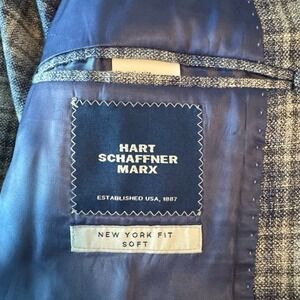 HART
SCHAFFNER
MARX
ESTABLISHED USA, 1887
NEW YORK FIT
SOFT